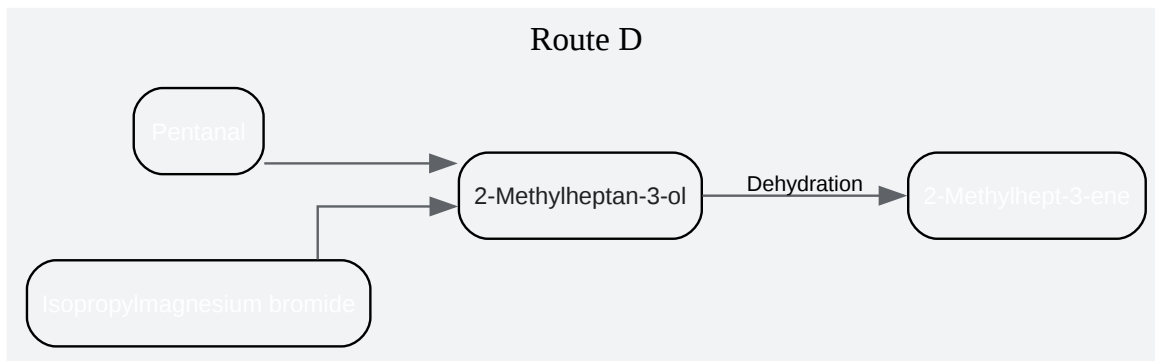 Route D
Pentanal
Isopropylmagnesium bromide
2-Methylheptan-3-ol
Dehydration
2-Methylhept-3-ene